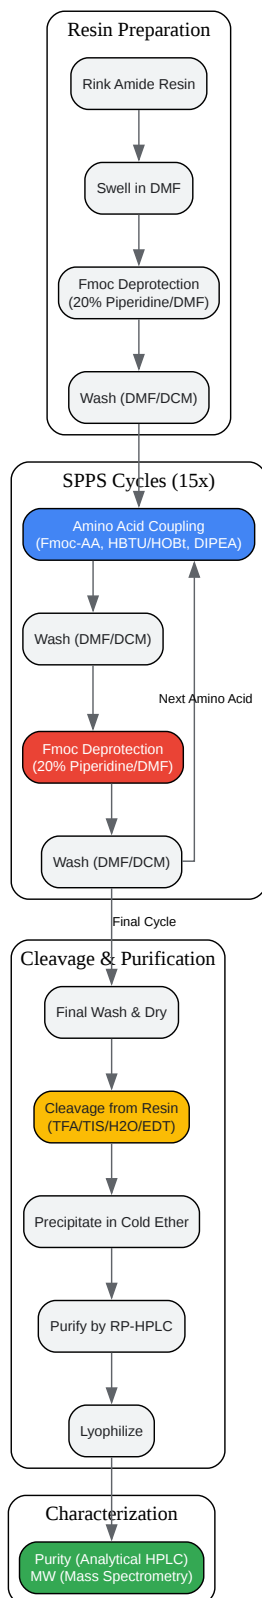 Resin Preparation
Rink Amide Resin
Swell in DMF
Fmoc Deprotection
(20% Piperidine/DMF)
Wash (DMF/DCM)
SPPS Cycles (15x)
Amino Acid Coupling
(Fmoc-AA, HBTU/HOBt, DIPEA)
Wash (DMF/DCM)
Next Amino Acid
Fmoc Deprotection
(20% Piperidine/DMF)
Wash (DMF/DCM)
Final Cycle
Cleavage & Purification
Final Wash & Dry
Cleavage from Resin
(TFA/TIS/H2O/EDT)
Precipitate in Cold Ether
Purify by RP-HPLC
Lyophilize
Characterization
Purity (Analytical HPLC)
MW (Mass Spectrometry)